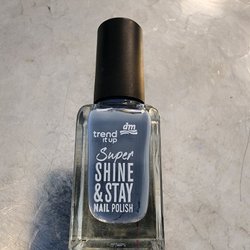 dm
trend
it up
Super
SHINE
& STAY
NAIL POLISH